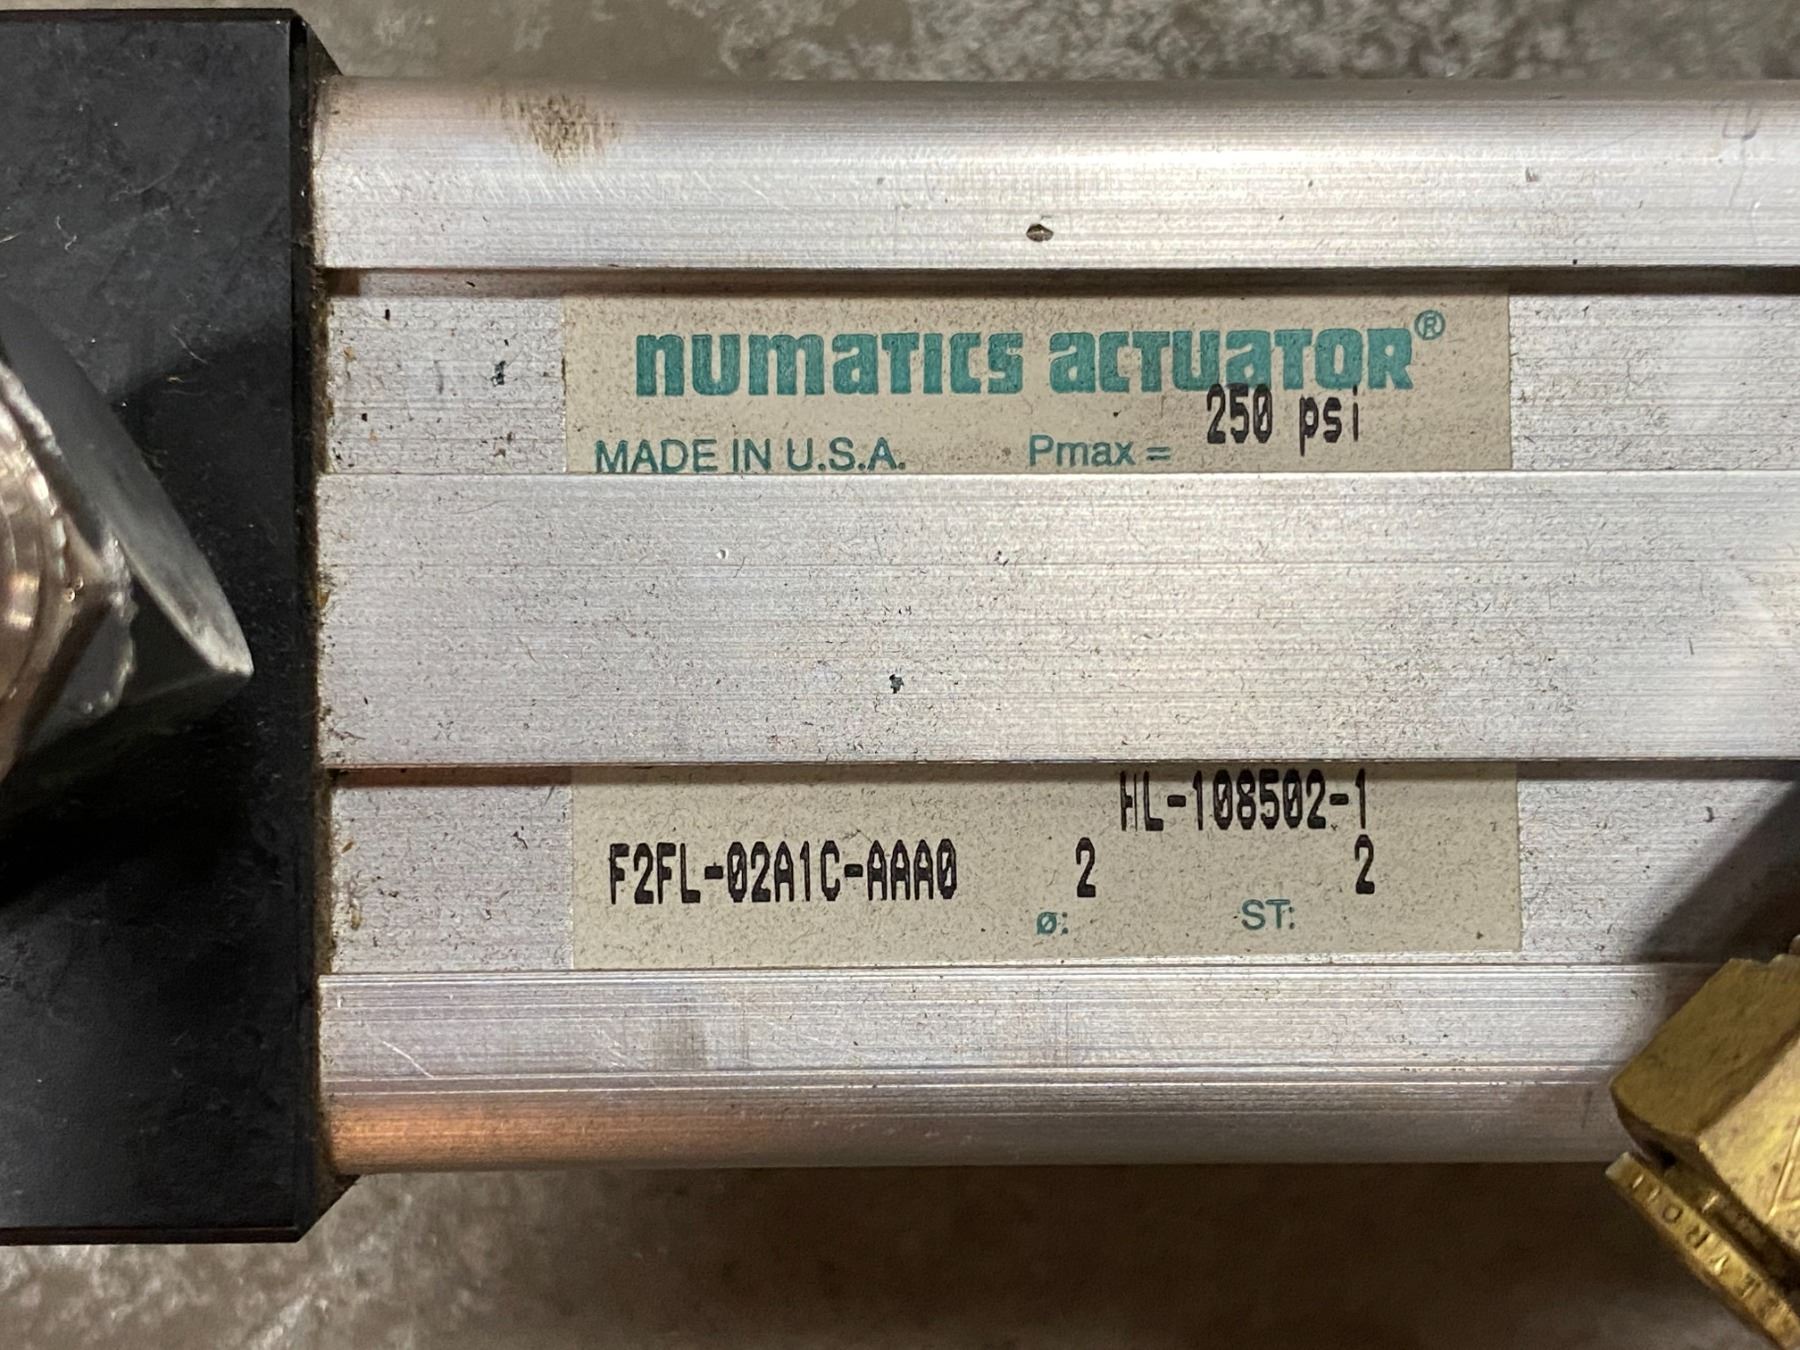 numatics actuator®
250 psi
MADE IN U.S.A. Pmax =
HL-108502-1
F2FL-02A1C-AAA0 2 2
ø: ST: